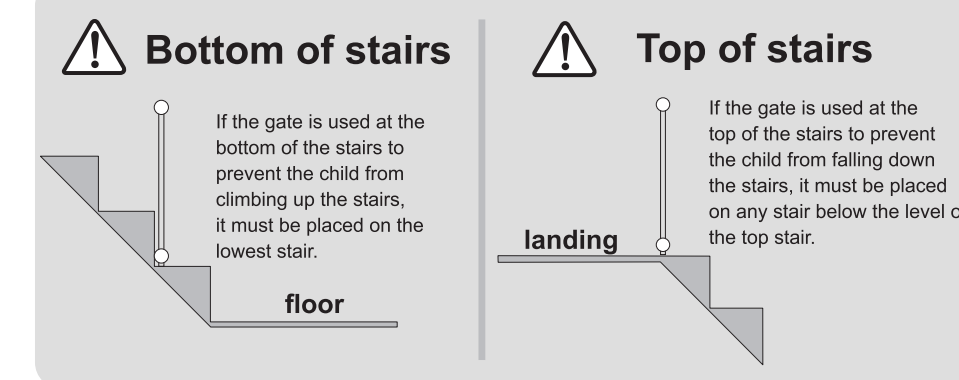 Bottom of stairs
If the gate is used at the
bottom of the stairs to
prevent the child from
climbing up the stairs,
it must be placed on the
lowest stair.
floor
Top of stairs
If the gate is used at the
top of the stairs to prevent
the child from falling down
the stairs, it must be placed
on any stair below the level
the top stair.
landing